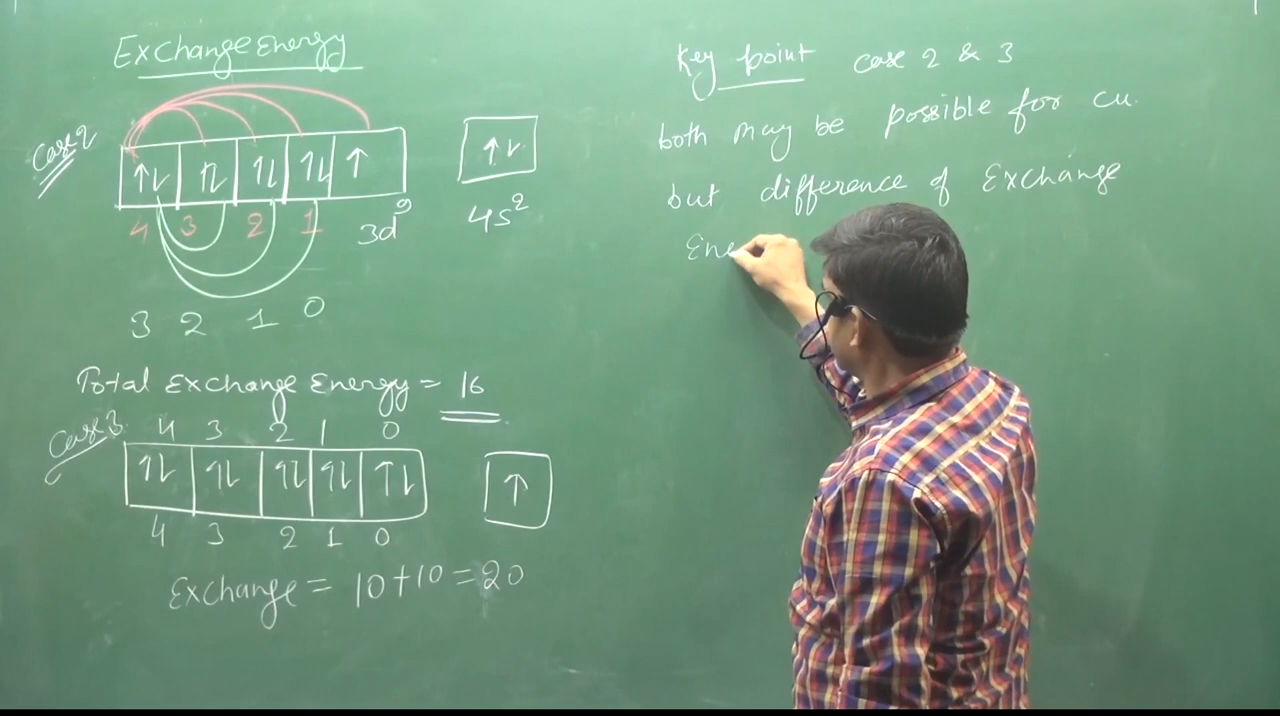 Exchange Energy
Case 2
↑⇂ ↿⇂ ↿⇂ ↿⇂ ↑ ↑⇂
4 3 2 1 3d⁹ 4s²
3 2 1 0
Total Exchange Energy = 16
Case 3
4 3 2 1 0
↿⇂ ↿⇂ ↿⇂ ↿⇂ ↑⇂ ↑
4 3 2 1 0
Exchange = 10+10=20
Key point case 2 & 3
both may be possible for cu.
but difference of Exchange
Ene